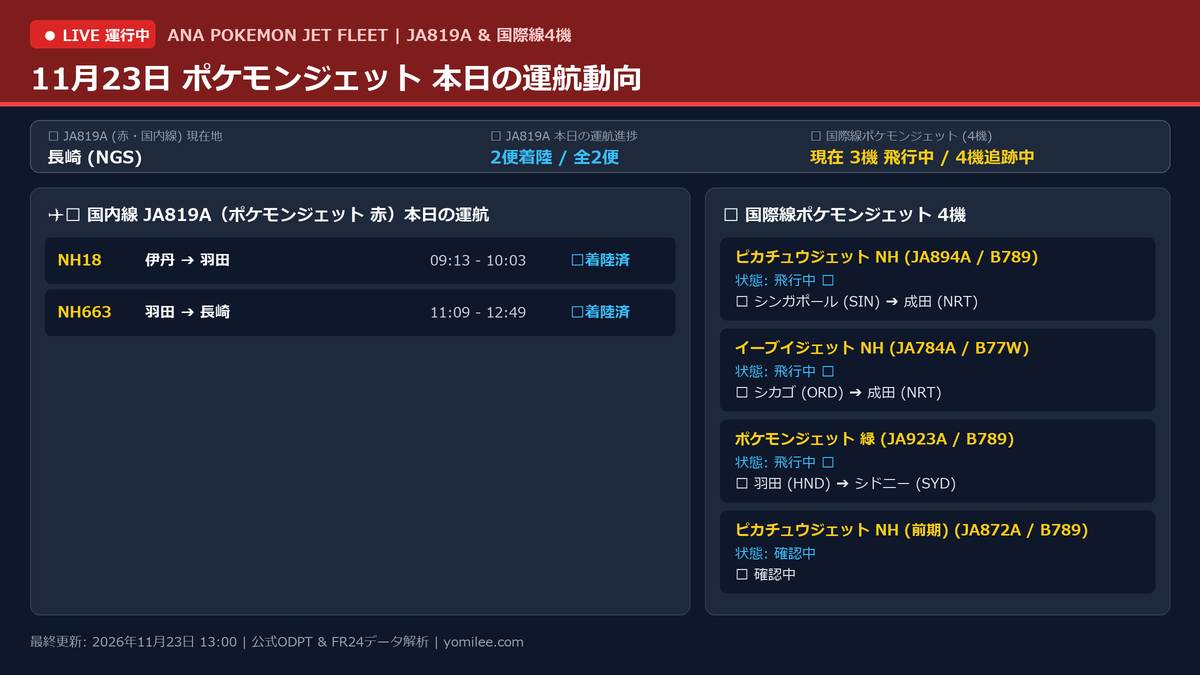 ● LIVE 運行中 ANA POKEMON JET FLEET | JA819A & 国際線4機
11月23日 ポケモンジェット 本日の運航動向
□ JA819A (赤・国内線) 現在地
長崎 (NGS)
□ JA819A 本日の運航進捗
2便着陸 / 全2便
□ 国際線ポケモンジェット (4機)
現在 3機 飛行中 / 4機追跡中
✈□ 国内線 JA819A（ポケモンジェット 赤）本日の運航
NH18 伊丹 → 羽田 09:13 - 10:03 □着陸済
NH663 羽田 → 長崎 11:09 - 12:49 □着陸済
□ 国際線ポケモンジェット 4機
ピカチュウジェット NH (JA894A / B789)
状態: 飛行中 □
□ シンガポール (SIN) → 成田 (NRT)
イーブイジェット NH (JA784A / B77W)
状態: 飛行中 □
□ シカゴ (ORD) → 成田 (NRT)
ポケモンジェット 緑 (JA923A / B789)
状態: 飛行中 □
□ 羽田 (HND) → シドニー (SYD)
ピカチュウジェット NH (前期) (JA872A / B789)
状態: 確認中
□ 確認中
最終更新: 2026年11月23日 13:00 | 公式ODPT & FR24データ解析 | yomilee.com